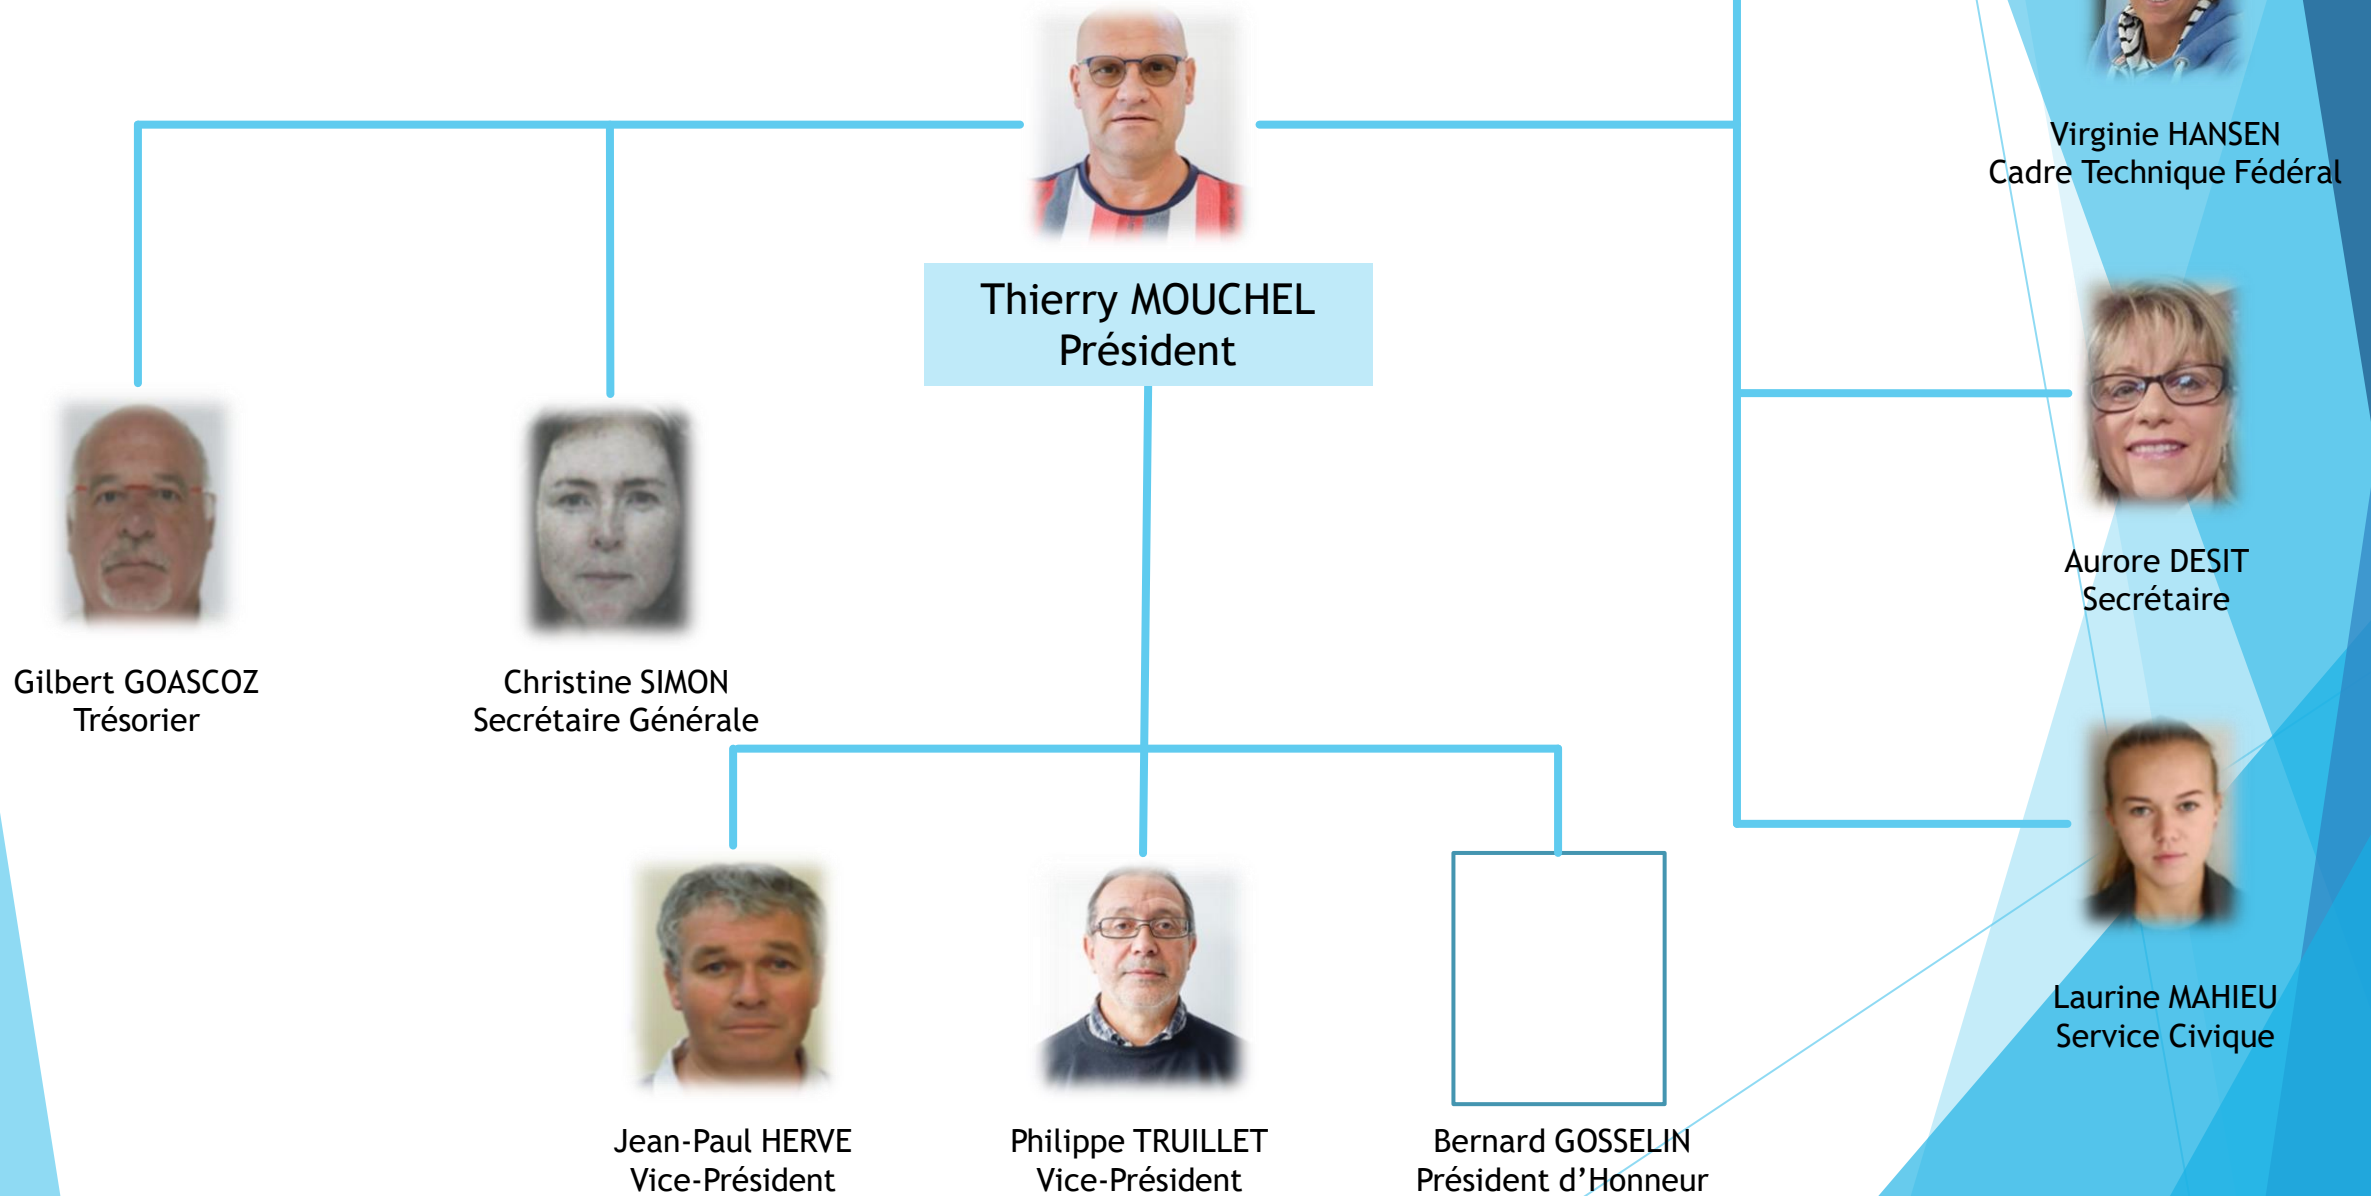 Virginie HANSEN
Cadre Technique Fédéral
Thierry MOUCHEL
Président
Aurore DESIT
Secrétaire
Gilbert GOASCOZ
Trésorier
Christine SIMON
Secrétaire Générale
Laurine MAHIEU
Service Civique
Jean-Paul HERVE
Vice-Président
Philippe TRUILLET
Vice-Président
Bernard GOSSELIN
Président d’Honneur